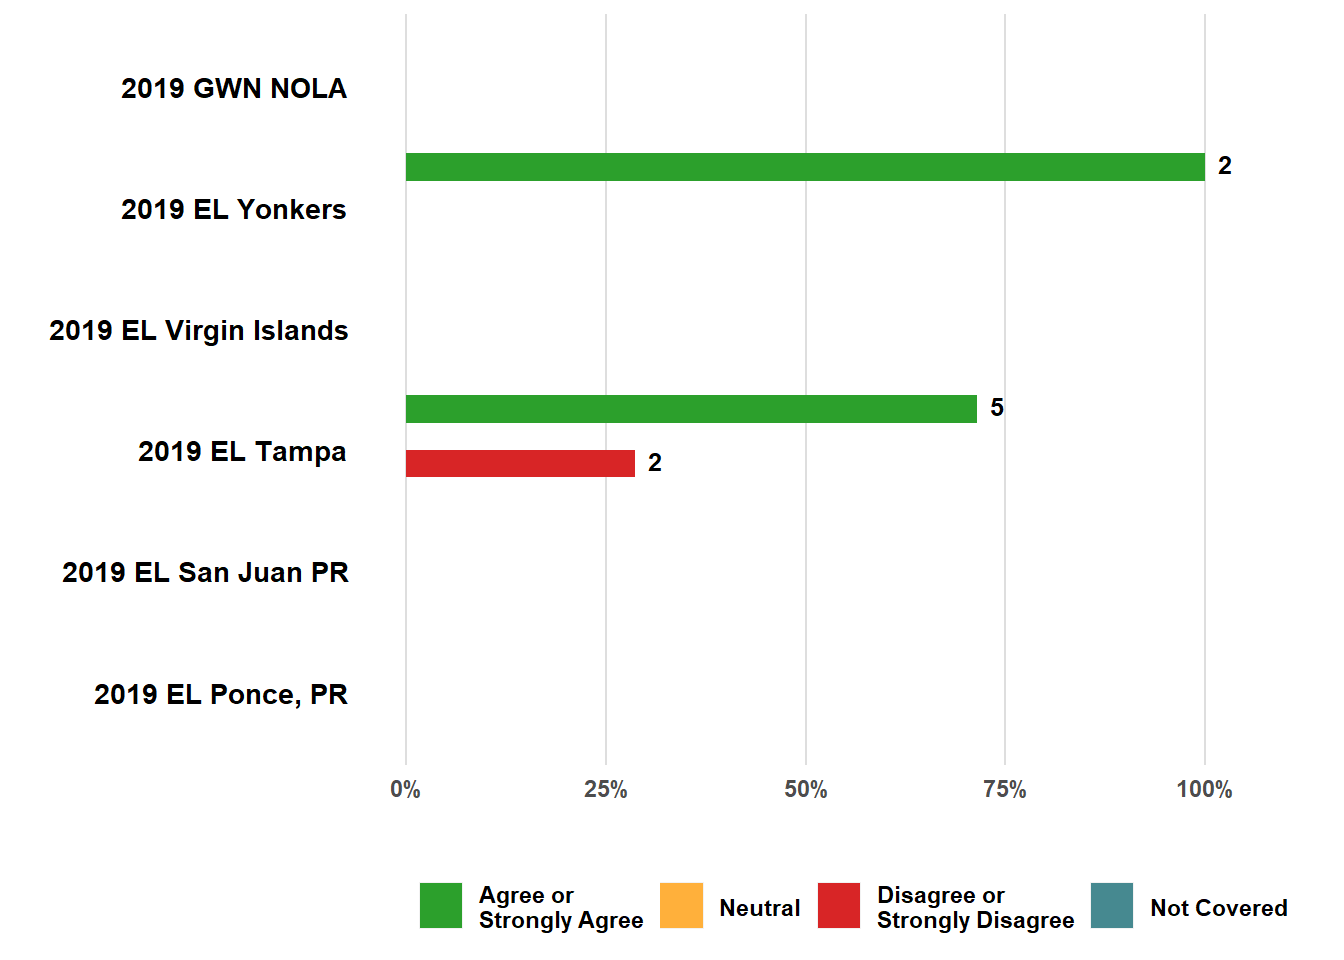 2019 GWN NOLA
2
2019 EL Yonkers
2019 EL Virgin Islands
5
2019 EL Tampa
2
2019 EL San Juan PR
2019 EL Ponce, PR
0% 25% 50% 75% 100%
Agree or
Strongly Agree
Neutral
Disagree or
Strongly Disagree
Not Covered